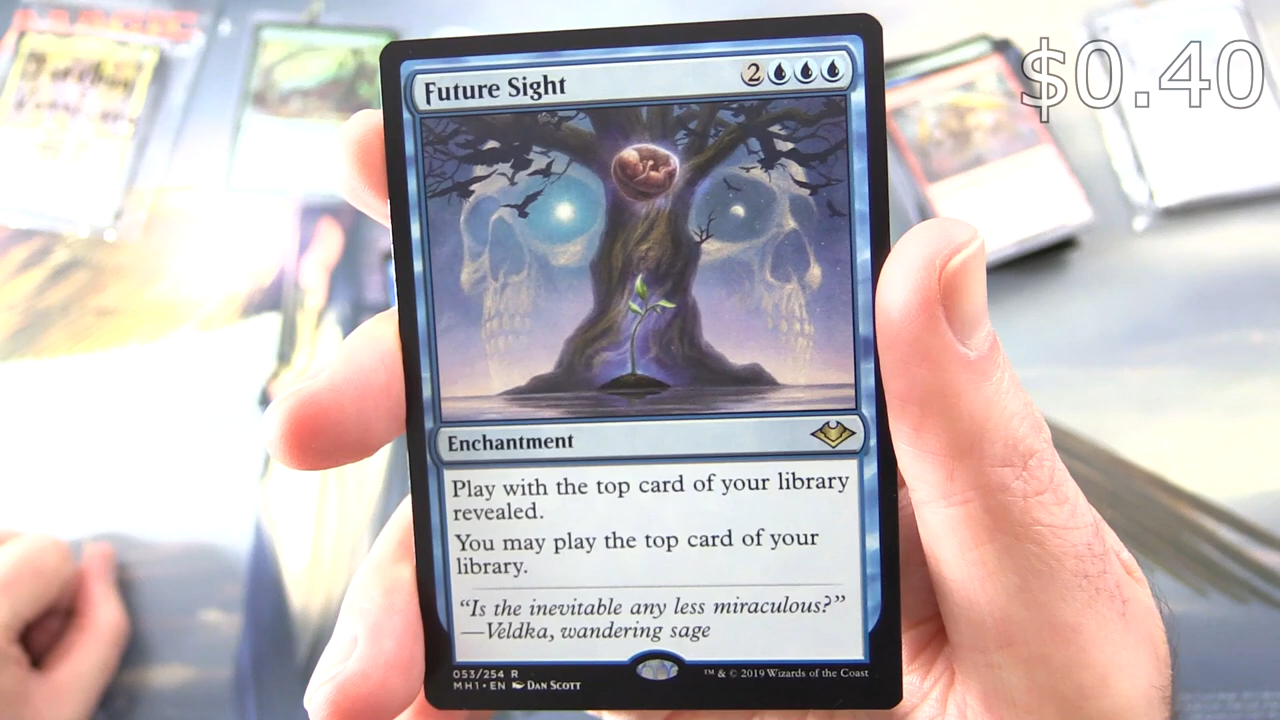 $0.40
Future Sight
2
Enchantment
Play with the top card of your library
revealed.
You may play the top card of your
library.
“Is the inevitable any less miraculous?”
—Veldka, wandering sage
053/254 R
MH1•EN DAN SCOTT
™ & © 2019 Wizards of the Coast